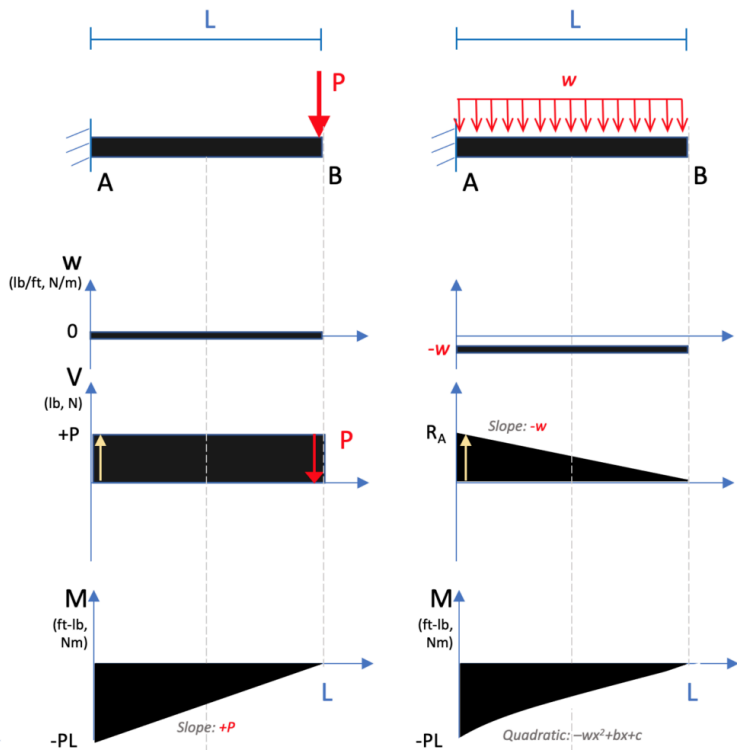 L
L
P
w
A
B
A
B
w
(lb/ft, N/m)
0
-w
V
(lb, N)
+P
P
RA
Slope: -w
M
(ft-lb,
Nm)
M
(ft-lb,
Nm)
L
L
Slope: +P
-PL
-PL
Quadratic: –wx²+bx+c